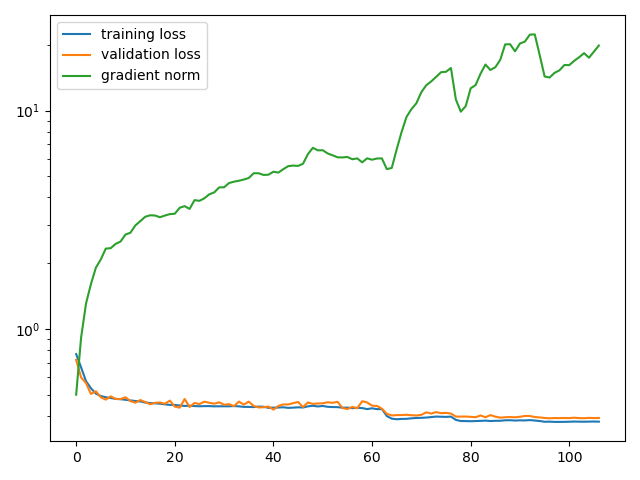 training loss
validation loss
gradient norm
10¹
10⁰
0 20 40 60 80 100